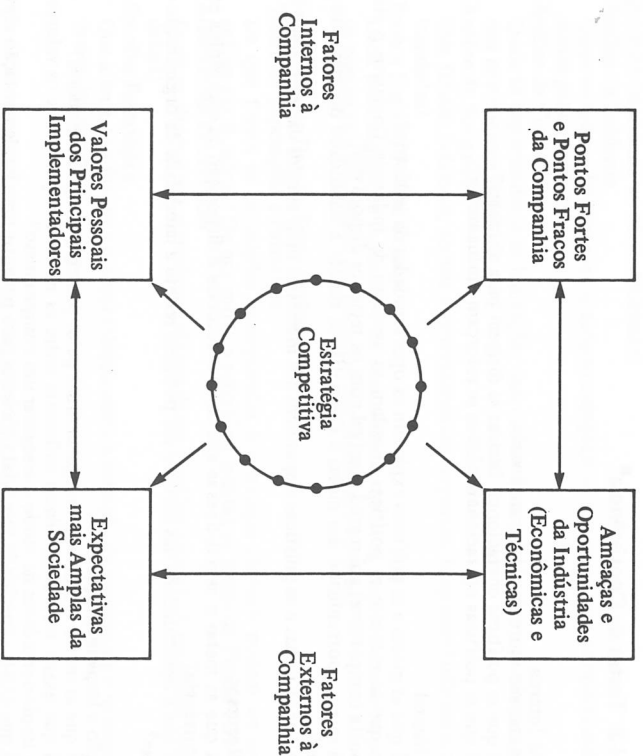 Pontos Fortes
e Pontos Fracos
da Companhia
Ameaças e
Oportunidades
da Indústria
(Econômicas e
Técnicas)
Fatores
Internos à
Companhia
Estratégia
Competitiva
Fatores
Externos à
Companhia
Valores Pessoais
dos Principais
Implementadores
Expectativas
mais Amplas da
Sociedade